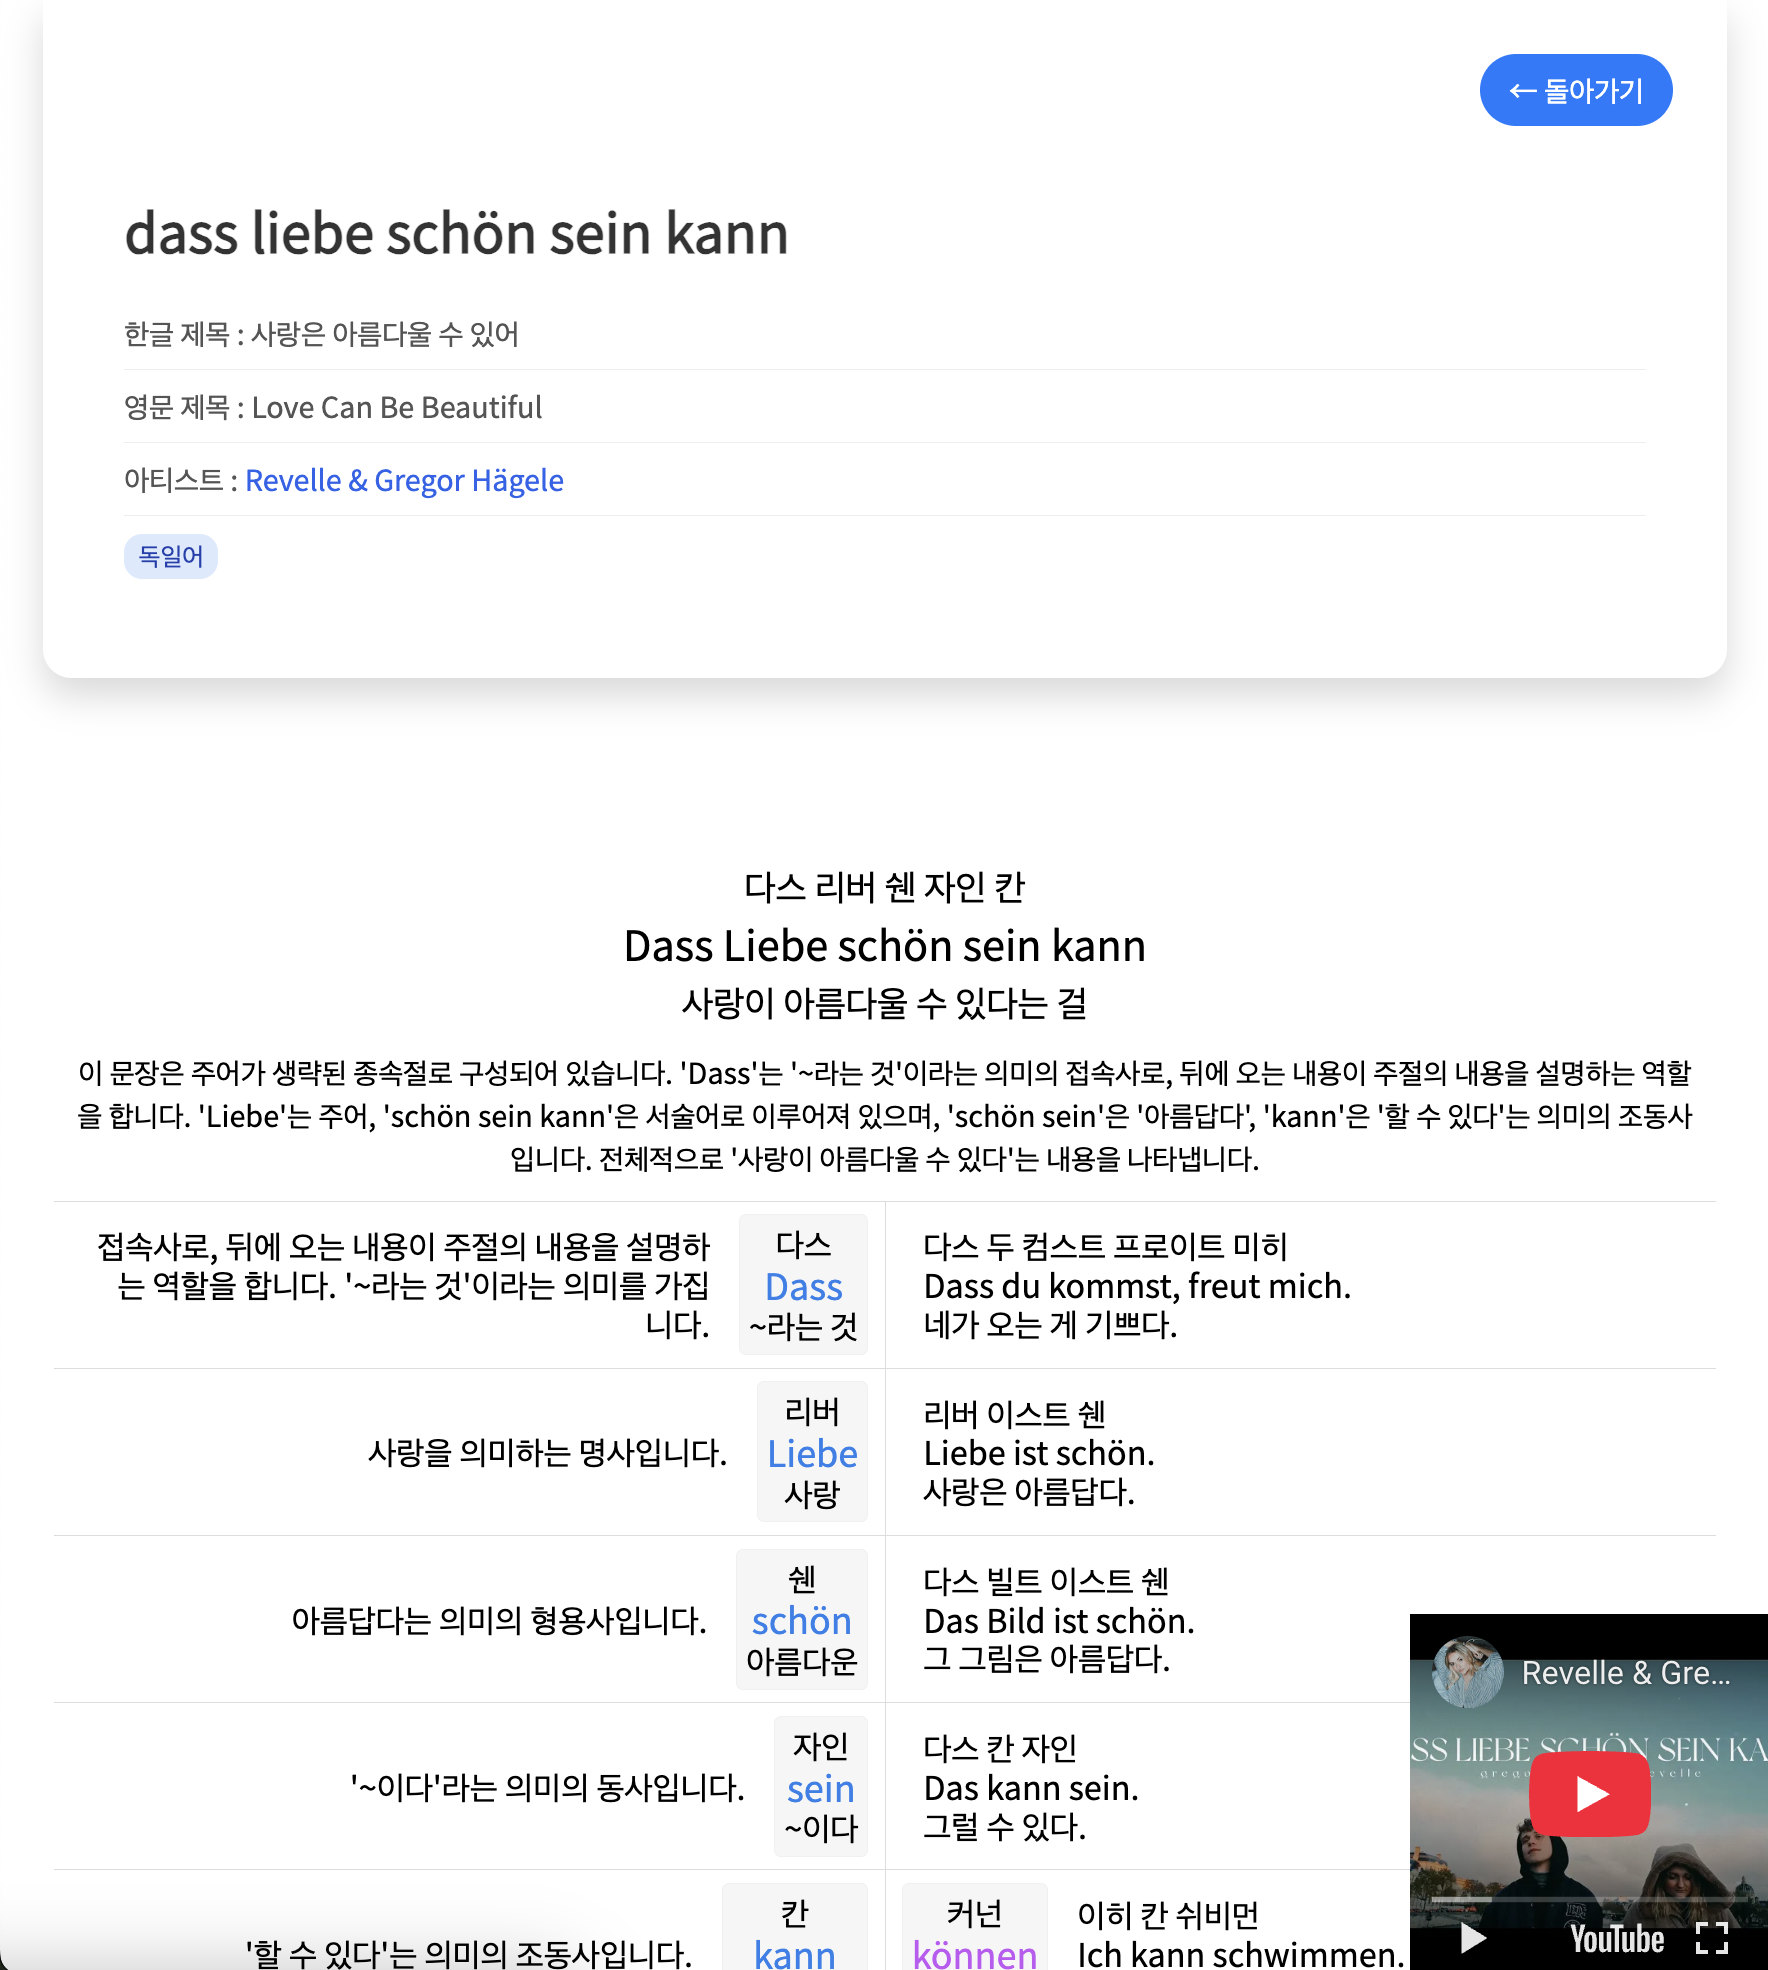 ← 돌아가기
dass liebe schön sein kann
한글 제목 : 사랑은 아름다울 수 있어
영문 제목 : Love Can Be Beautiful
아티스트 : Revelle & Gregor Hägele
독일어
다스 리버 쉔 자인 칸
Dass Liebe schön sein kann
사랑이 아름다울 수 있다는 걸
이 문장은 주어가 생략된 종속절로 구성되어 있습니다. 'Dass'는 '~라는 것'이라는 의미의 접속사로, 뒤에 오는 내용이 주절의 내용을 설명하는 역할
을 합니다. 'Liebe'는 주어, 'schön sein kann'은 서술어로 이루어져 있으며, 'schön sein'은 '아름답다', 'kann'은 '할 수 있다'는 의미의 조동사
입니다. 전체적으로 '사랑이 아름다울 수 있다'는 내용을 나타냅니다.
접속사로, 뒤에 오는 내용이 주절의 내용을 설명하
는 역할을 합니다. '~라는 것'이라는 의미를 가집
니다.
다스
Dass
~라는 것
다스 두 컴스트 프로이트 미히
Dass du kommst, freut mich.
네가 오는 게 기쁘다.
사랑을 의미하는 명사입니다.
리버
Liebe
사랑
리버 이스트 쉔
Liebe ist schön.
사랑은 아름답다.
아름답다는 의미의 형용사입니다.
쉔
schön
아름다운
다스 빌트 이스트 쉔
Das Bild ist schön.
그 그림은 아름답다.
'~이다'라는 의미의 동사입니다.
자인
sein
~이다
다스 칸 자인
Das kann sein.
그럴 수 있다.
'할 수 있다'는 의미의 조동사입니다.
칸
kann
커넌
können
이히 칸 쉬비먼
Ich kann schwimmen.
Revelle & Gre...
SS LIEBE SCHÖN SEIN KA
YouTube